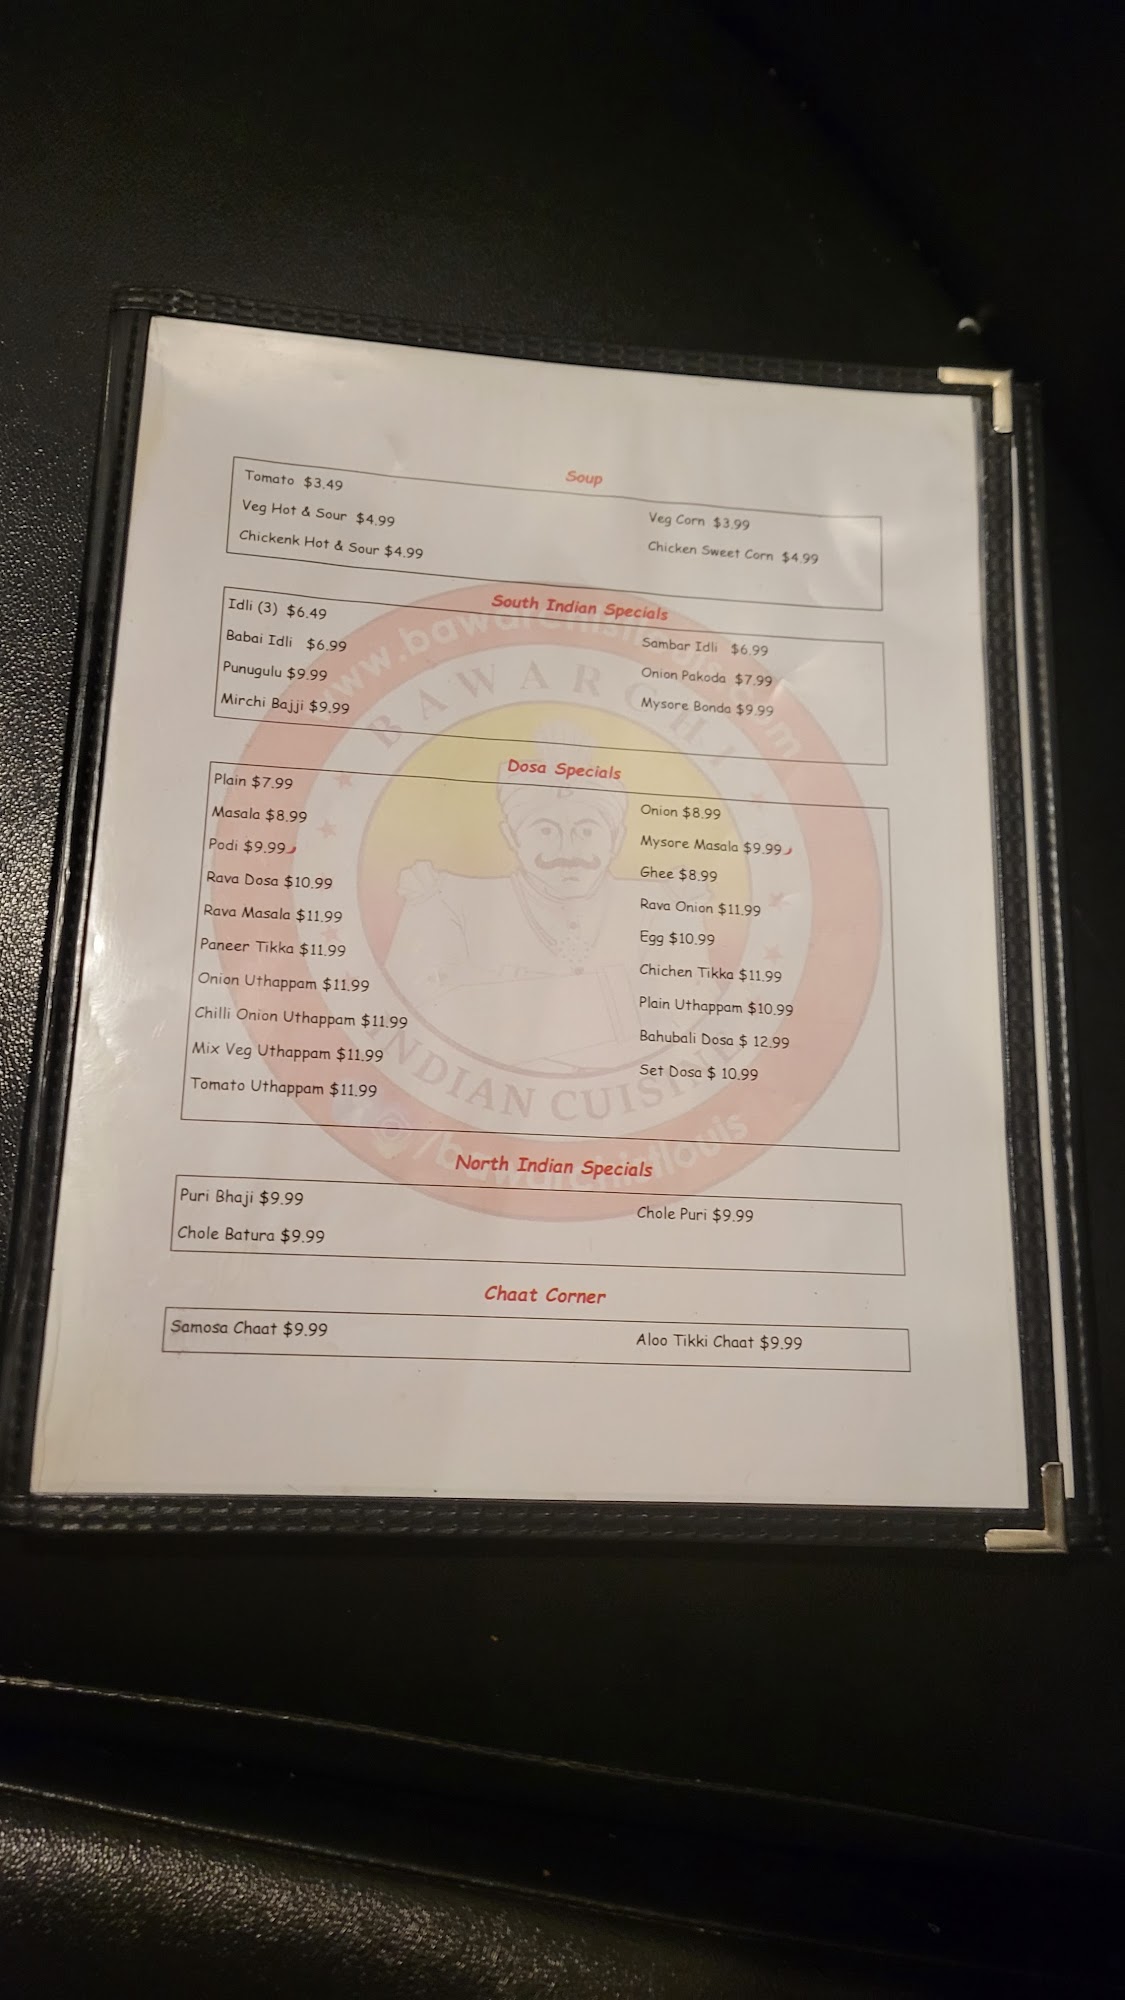 Soup
Tomato $3.49
Veg Hot & Sour $4.99
Chickenk Hot & Sour $4.99
Veg Corn $3.99
Chicken Sweet Corn $4.99
South Indian Specials
Idli (3) $6.49
Babai Idli $6.99
Punugulu $9.99
Mirchi Bajji $9.99
Sambar Idli $6.99
Onion Pakoda $7.99
Mysore Bonda $9.99
Dosa Specials
Plain $7.99
Masala $8.99
Podi $9.99
Rava Dosa $10.99
Rava Masala $11.99
Paneer Tikka $11.99
Onion Uthappam $11.99
Chilli Onion Uthappam $11.99
Mix Veg Uthappam $11.99
Tomato Uthappam $11.99
Onion $8.99
Mysore Masala $9.99
Ghee $8.99
Rava Onion $11.99
Egg $10.99
Chichen Tikka $11.99
Plain Uthappam $10.99
Bahubali Dosa $ 12.99
Set Dosa $ 10.99
North Indian Specials
Puri Bhaji $9.99
Chole Batura $9.99
Chole Puri $9.99
Chaat Corner
Samosa Chaat $9.99
Aloo Tikki Chaat $9.99
BAWARCHI
INDIAN CUISINE
/bawarchistlouis